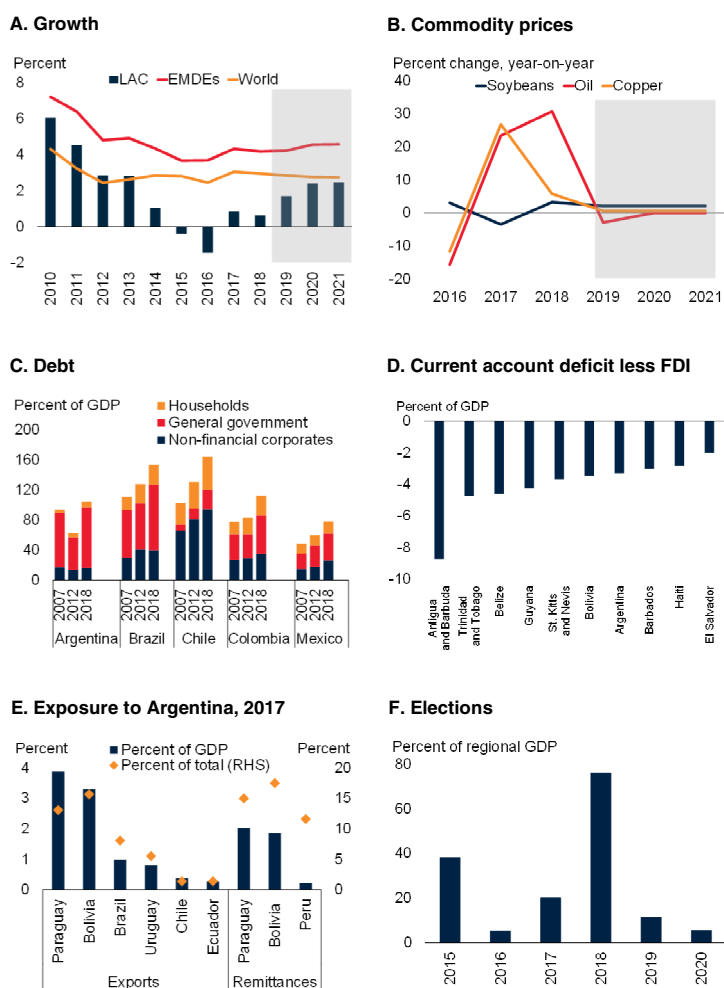 A. Growth
Percent
LAC EMDEs World
8
6
4
2
0
-2
2010 2011 2012 2013 2014 2015 2016 2017 2018 2019 2020 2021
B. Commodity prices
Percent change, year-on-year
Soybeans Oil Copper
40
30
20
10
0
-10
-20
2016 2017 2018 2019 2020 2021
C. Debt
Percent of GDP
Households
General government
Non-financial corporates
200
160
120
80
40
0
2007 2012 2018 2007 2012 2018 2007 2012 2018 2007 2012 2018 2007 2012 2018
Argentina Brazil Chile Colombia Mexico
D. Current account deficit less FDI
Percent of GDP
0
-2
-4
-6
-8
-10
Antigua
and Barbuda
Trinidad
and Tobago
Belize
Guyana
St. Kitts
and Nevis
Bolivia
Argentina
Barbados
Haiti
El Salvador
E. Exposure to Argentina, 2017
Percent
Percent of GDP
Percent of total (RHS)
Percent
4
3
2
1
0
20
15
10
5
0
Paraguay Bolivia Brazil Uruguay Chile Ecuador Paraguay Bolivia Peru
Exports Remittances
F. Elections
Percent of regional GDP
80
60
40
20
0
2015 2016 2017 2018 2019 2020